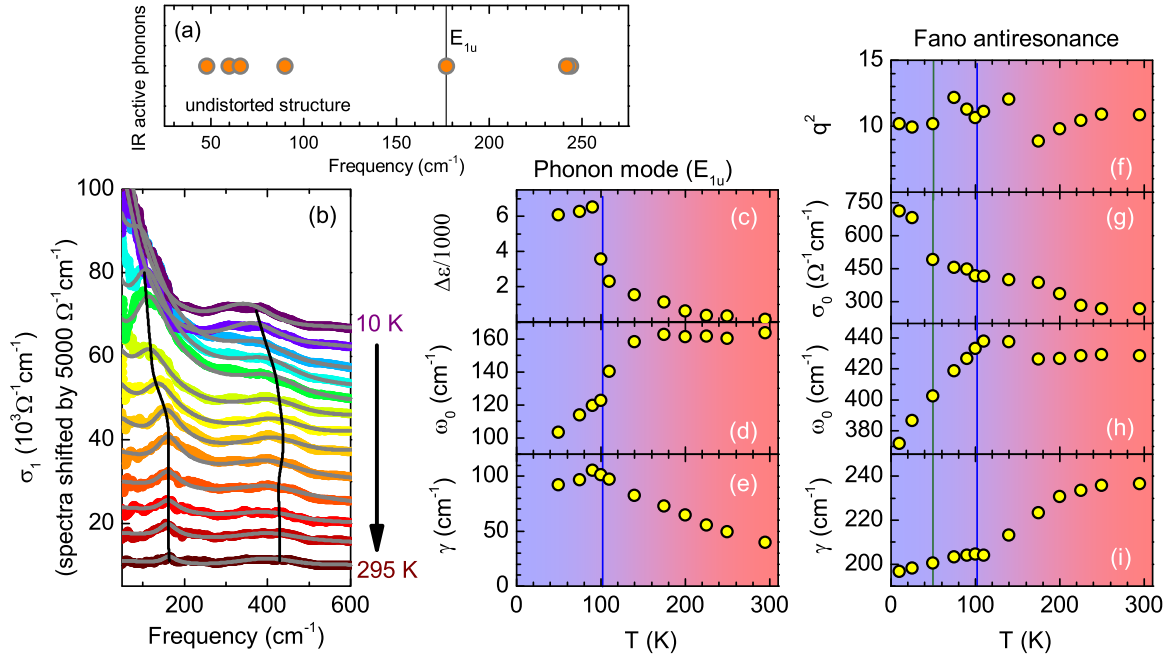 (a)
E1u
IR active phonons
undistorted structure
50 100 150 200 250
Frequency (cm⁻¹)
Fano antiresonance
Phonon mode (E1u)
(b)
100
80
60
40
20
σ₁ (10³Ω⁻¹cm⁻¹)
(spectra shifted by 5000 Ω⁻¹cm⁻¹)
10 K
295 K
200 400 600
Frequency (cm⁻¹)
(c)
6
4
2
0
Δε/1000
(d)
160
140
120
100
ω₀ (cm⁻¹)
(e)
100
50
0
γ (cm⁻¹)
0 100 200 300
T (K)
15
10
q²
(f)
750
600
450
300
σ₀ (Ω⁻¹cm⁻¹)
(g)
440
420
400
380
360
ω₀ (cm⁻¹)
(h)
240
220
200
γ (cm⁻¹)
(i)
0 100 200 300
T (K)